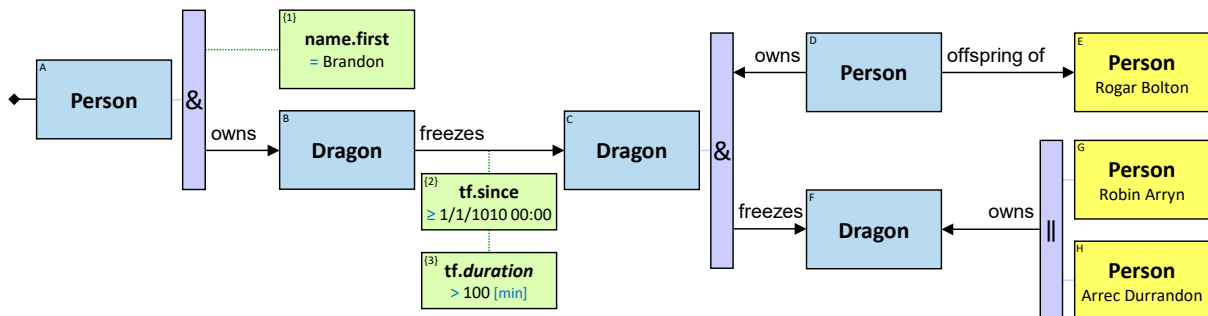 A
Person
&
{1}
name.first
= Brandon
owns
B
Dragon
freezes
{2}
tf.since
≥ 1/1/1010 00:00
{3}
tf.duration
> 100 [min]
C
Dragon
&
owns
D
Person
offspring of
E
Person
Rogar Bolton
freezes
F
Dragon
owns
||
G
Person
Robin Arryn
H
Person
Arrec Durrandon